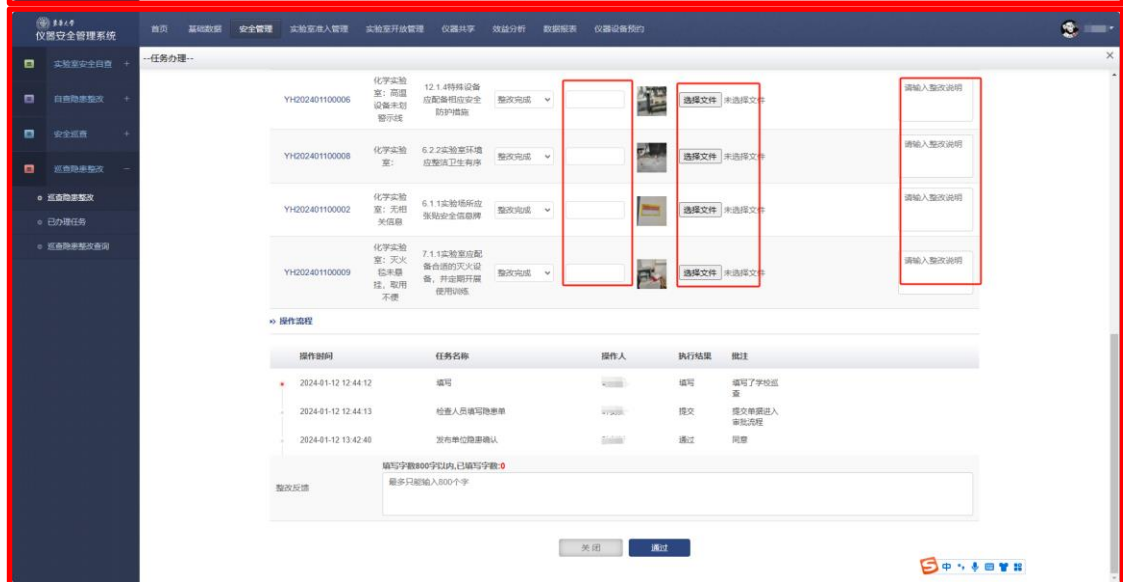 仪器安全管理系统
首页 基础数据 安全管理 实验室准入管理 实验室开放管理 仪器共享 效益分析 数据报表 仪器设备预约
实验室安全自查 +
自查隐患整改 +
安全巡查 +
巡查隐患整改 −
巡查隐患整改
已办理任务
巡查隐患整改查询
--任务办理-- ×
YH202401100006
化学实验
室：高温
设备未划
警示线
12.1.4特殊设备
应配备相应安全
防护措施
整改完成
选择文件 未选择文件
请输入整改说明
YH202401100008
化学实验
室：
6.2.2实验室环境
应整洁卫生有序
整改完成
选择文件 未选择文件
请输入整改说明
YH202401100002
化学实验
室：无相
关信息
6.1.1实验场所应
张贴安全信息牌
整改完成
选择文件 未选择文件
请输入整改说明
YH202401100009
化学实验
室：灭火
毯未悬
挂，取用
不便
7.1.1实验室应配
备合适的灭火设
备，并定期开展
使用训练
整改完成
选择文件 未选择文件
请输入整改说明
操作流程
操作时间 任务名称 操作人 执行结果 批注
2024-01-12 12:44:12 填写 填写 填写了学校巡
查
2024-01-12 12:44:13 检查人员填写隐患单 提交 提交单据进入
审批流程
2024-01-12 13:42:40 发布单位隐患确认 通过 同意
填写字数800字以内,已填写字数:0
整改反馈
最多只能输入800个字
关闭 通过
中